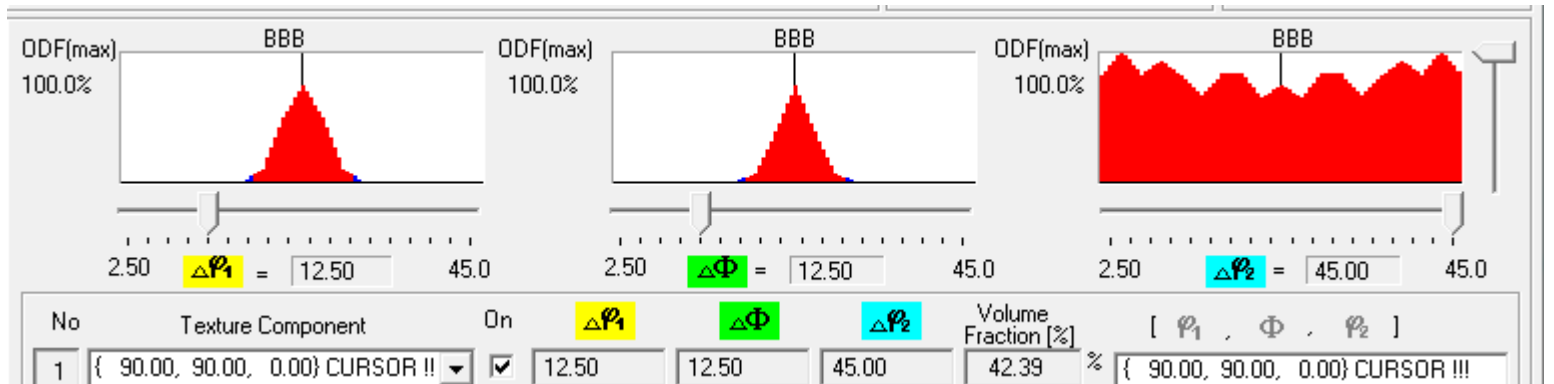 BBB BBB BBB
ODF(max) ODF(max) ODF(max)
100.0% 100.0% 100.0%
2.50 △φ1 = 12.50 45.0 2.50 △Φ = 12.50 45.0 2.50 △φ2 = 45.00 45.0
No Texture Component On △φ1 △Φ △φ2 Volume Fraction [%] [ φ1 , Φ , φ2 ]
1 { 90.00, 90.00, 0.00} CURSOR !! 12.50 12.50 45.00 42.39 % { 90.00, 90.00, 0.00} CURSOR !!!